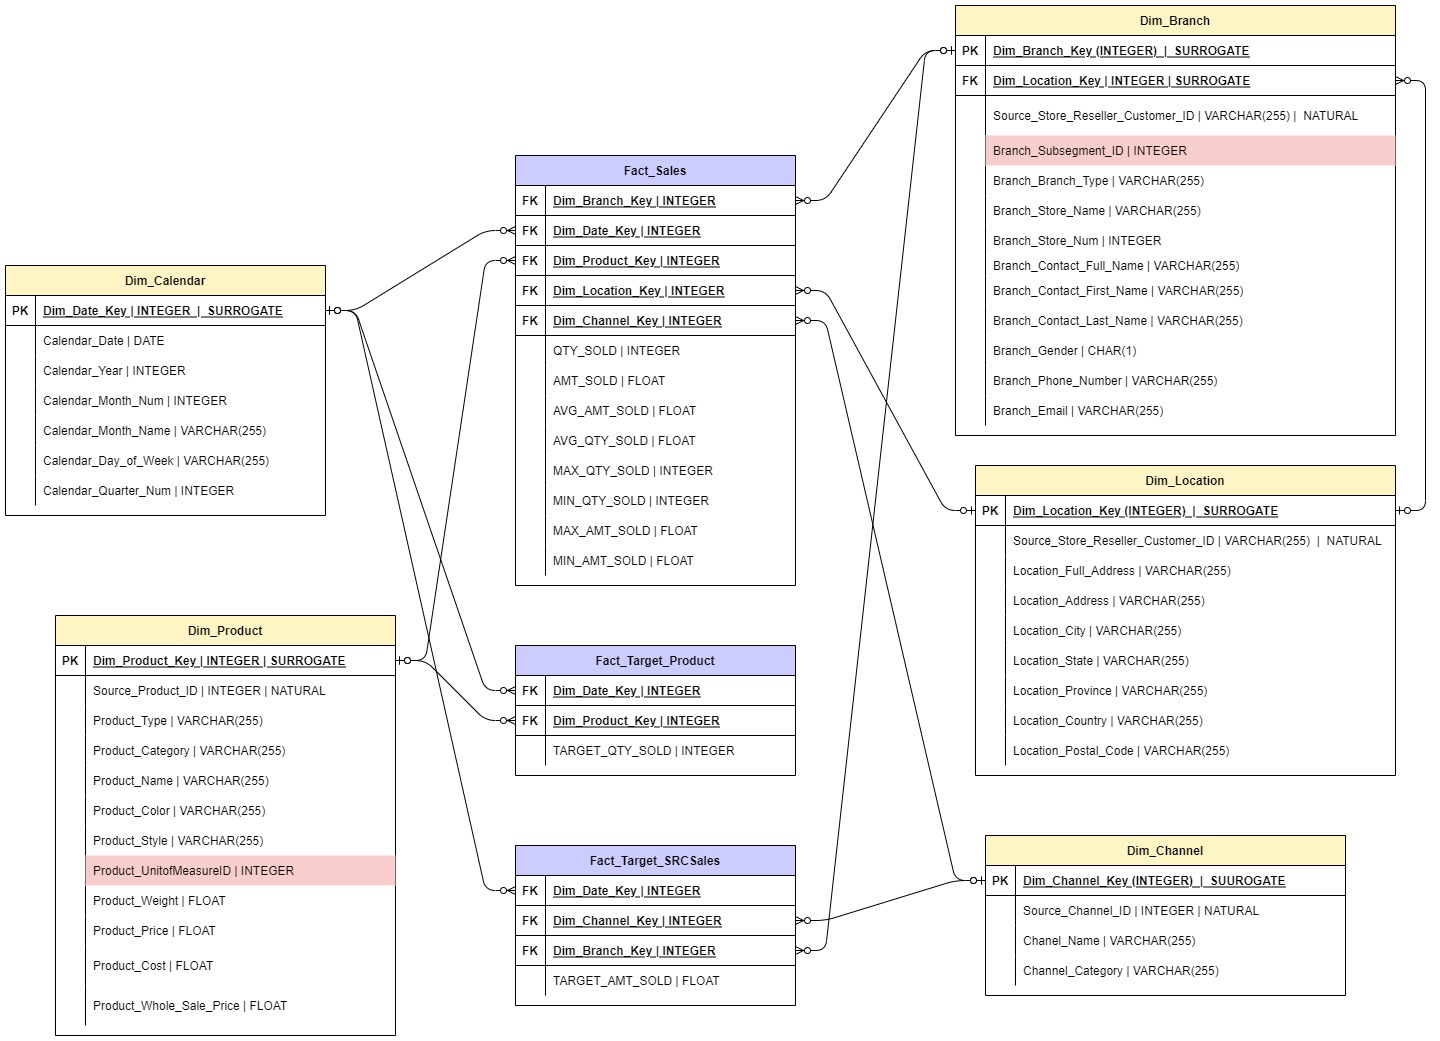 Dim_Branch
PK Dim_Branch_Key (INTEGER) | SURROGATE
FK Dim_Location_Key | INTEGER | SURROGATE
Source_Store_Reseller_Customer_ID | VARCHAR(255) | NATURAL
Branch_Subsegment_ID | INTEGER
Branch_Branch_Type | VARCHAR(255)
Branch_Store_Name | VARCHAR(255)
Branch_Store_Num | INTEGER
Branch_Contact_Full_Name | VARCHAR(255)
Branch_Contact_First_Name | VARCHAR(255)
Branch_Contact_Last_Name | VARCHAR(255)
Branch_Gender | CHAR(1)
Branch_Phone_Number | VARCHAR(255)
Branch_Email | VARCHAR(255)
Fact_Sales
FK Dim_Branch_Key | INTEGER
FK Dim_Date_Key | INTEGER
FK Dim_Product_Key | INTEGER
FK Dim_Location_Key | INTEGER
FK Dim_Channel_Key | INTEGER
QTY_SOLD | INTEGER
AMT_SOLD | FLOAT
AVG_AMT_SOLD | FLOAT
AVG_QTY_SOLD | FLOAT
MAX_QTY_SOLD | INTEGER
MIN_QTY_SOLD | INTEGER
MAX_AMT_SOLD | FLOAT
MIN_AMT_SOLD | FLOAT
Dim_Calendar
PK Dim_Date_Key | INTEGER | SURROGATE
Calendar_Date | DATE
Calendar_Year | INTEGER
Calendar_Month_Num | INTEGER
Calendar_Month_Name | VARCHAR(255)
Calendar_Day_of_Week | VARCHAR(255)
Calendar_Quarter_Num | INTEGER
Dim_Location
PK Dim_Location_Key (INTEGER) | SURROGATE
Source_Store_Reseller_Customer_ID | VARCHAR(255) | NATURAL
Location_Full_Address | VARCHAR(255)
Location_Address | VARCHAR(255)
Location_City | VARCHAR(255)
Location_State | VARCHAR(255)
Location_Province | VARCHAR(255)
Location_Country | VARCHAR(255)
Location_Postal_Code | VARCHAR(255)
Dim_Product
PK Dim_Product_Key | INTEGER | SURROGATE
Source_Product_ID | INTEGER | NATURAL
Product_Type | VARCHAR(255)
Product_Category | VARCHAR(255)
Product_Name | VARCHAR(255)
Product_Color | VARCHAR(255)
Product_Style | VARCHAR(255)
Product_UnitofMeasureID | INTEGER
Product_Weight | FLOAT
Product_Price | FLOAT
Product_Cost | FLOAT
Product_Whole_Sale_Price | FLOAT
Fact_Target_Product
FK Dim_Date_Key | INTEGER
FK Dim_Product_Key | INTEGER
TARGET_QTY_SOLD | INTEGER
Fact_Target_SRCSales
FK Dim_Date_Key | INTEGER
FK Dim_Channel_Key | INTEGER
FK Dim_Branch_Key | INTEGER
TARGET_AMT_SOLD | FLOAT
Dim_Channel
PK Dim_Channel_Key (INTEGER) | SUUROGATE
Source_Channel_ID | INTEGER | NATURAL
Chanel_Name | VARCHAR(255)
Channel_Category | VARCHAR(255)